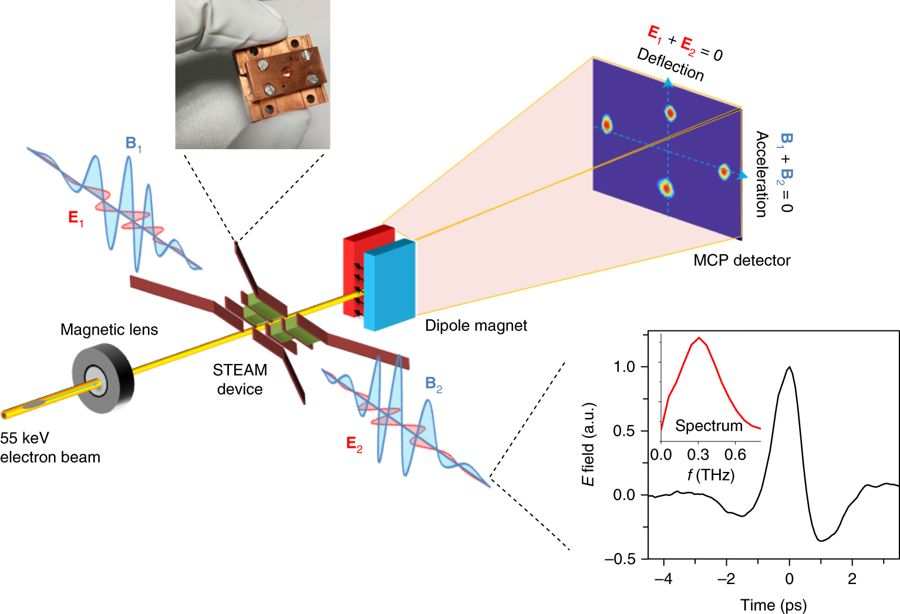 E1 + E2 = 0
Deflection
B1 + B2 = 0
Acceleration
MCP detector
B1
E1
Magnetic lens
STEAM
device
Dipole magnet
55 keV
electron beam
B2
E2
1.0
0.5
0.0
−0.5
E field (a.u.)
Spectrum
0.0 0.3 0.6
f (THz)
−4 −2 0 2
Time (ps)